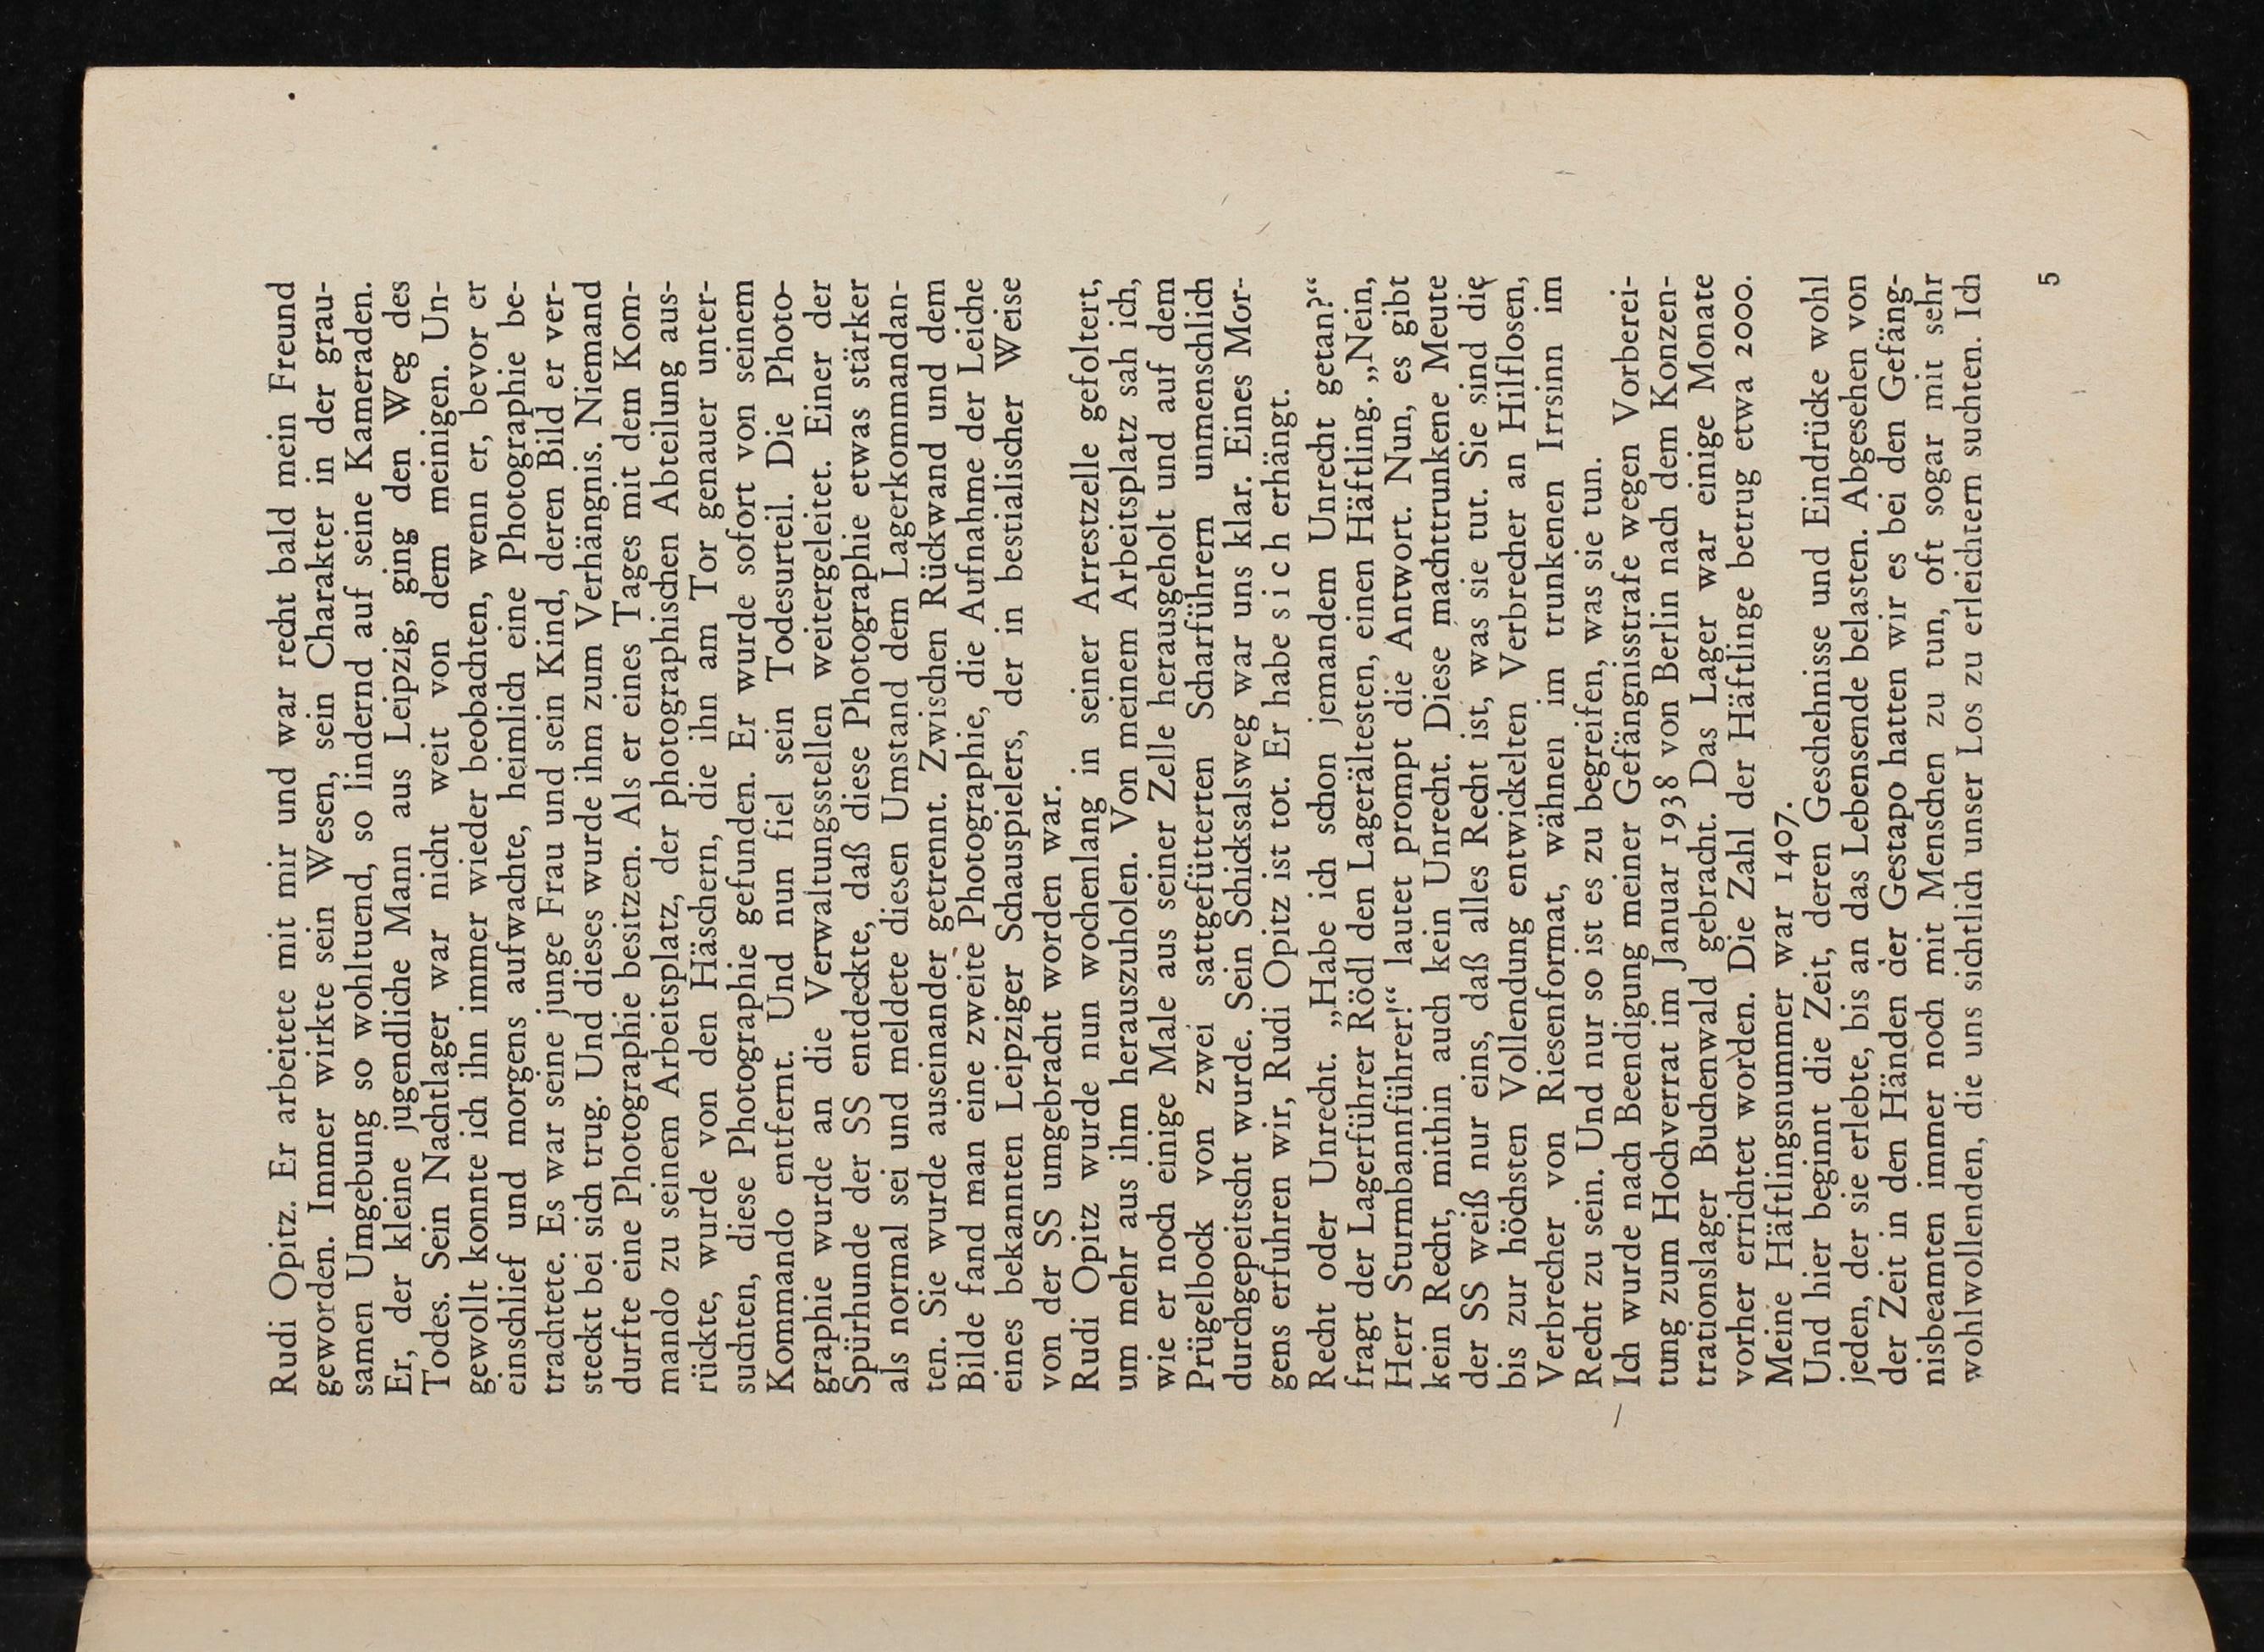 Rudi Opitz. Er arbeitete mit mir und war recht bald mein Freund
geworden. Immer wirkte sein Wesen, sein Charakter in der grau-
samen Umgebung so wohltuend, so lindernd auf seine Kameraden.
Er, der kleine jugendliche Mann aus Leipzig, ging den Weg des
Todes. Sein Nachtlager war nicht weit von dem meinigen. Un-
gewollt konnte ich ihn immer wieder beobachten, wenn er, bevor er
einschlief und morgens aufwachte, heimlich eine Photographie be-
trachtete. Es war seine junge Frau und sein Kind, deren Bild er ver-
steckt bei sich trug. Und dieses wurde ihm zum Verhängnis. Niemand
durfte eine Photographie besitzen. Als er eines Tages mit dem Kom-
mando zu seinem Arbeitsplatz, der photographischen Abteilung aus-
rückte, wurde von den Häschern, die ihn am Tor genauer unter-
suchten, diese Photographie gefunden. Er wurde sofort von seinem
Kommando entfernt. Und nun fiel sein Todesurteil. Die Photo-
graphie wurde an die Verwaltungsstellen weitergeleitet. Einer der
Spürhunde der SS entdeckte, daß diese Photographie etwas stärker
als normal sei und meldete diesen Umstand dem Lagerkommandan-
ten. Sie wurde auseinander getrennt. Zwischen Rückwand und dem
Bilde fand man eine zweite Photographie, die Aufnahme der Leiche
eines bekannten Leipziger Schauspielers, der in bestialischer Weise
von der SS umgebracht worden war.
Rudi Opitz wurde nun wochenlang in seiner Arrestzelle gefoltert,
um mehr aus ihm herauszuholen. Von meinem Arbeitsplatz sah ich,
wie er noch einige Male aus seiner Zelle herausgeholt und auf dem
Prügelbock von zwei sattgefütterten Scharführern unmenschlich
durchgepeitscht wurde. Sein Schicksalsweg war uns klar. Eines Mor-
gens erfuhren wir, Rudi Opitz ist tot. Er habe s i c h erhängt.
Recht oder Unrecht. „Habe ich schon jemandem Unrecht getan?“
fragt der Lagerführer Rödl den Lagerältesten, einen Häftling. „Nein,
Herr Sturmbannführer!“ lautet prompt die Antwort. Nun, es gibt
kein Recht, mithin auch kein Unrecht. Diese machttrunkene Meute
der SS weiß nur eins, daß alles Recht ist, was sie tut. Sie sind die
bis zur höchsten Vollendung entwickelten Verbrecher an Hilflosen,
Verbrecher von Riesenformat, wähnen im trunkenen Irrsinn im
Recht zu sein. Und nur so ist es zu begreifen, was sie tun.
Ich wurde nach Beendigung meiner Gefängnisstrafe wegen Vorberei-
tung zum Hochverrat im Januar 1938 von Berlin nach dem Konzen-
trationslager Buchenwald gebracht. Das Lager war einige Monate
vorher errichtet worden. Die Zahl der Häftlinge betrug etwa 2000.
Meine Häftlingsnummer war 1407.
Und hier beginnt die Zeit, deren Geschehnisse und Eindrücke wohl
jeden, der sie erlebte, bis an das Lebensende belasten. Abgesehen von
der Zeit in den Händen der Gestapo hatten wir es bei den Gefäng-
nisbeamten immer noch mit Menschen zu tun, oft sogar mit sehr
wohlwollenden, die uns sichtlich unser Los zu erleichtern suchten. Ich
5